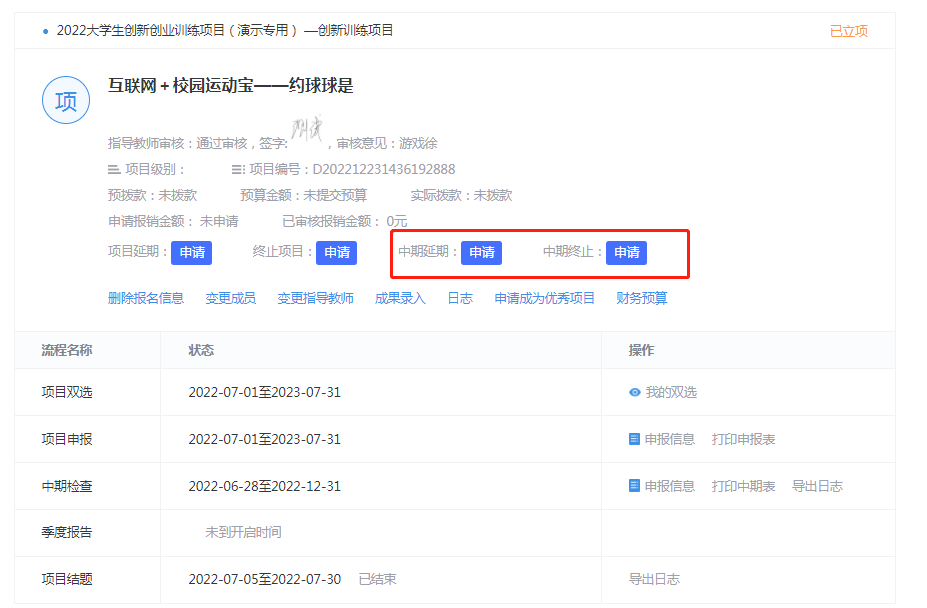 2022大学生创新创业训练项目（演示专用） —创新训练项目 已立项
项 互联网＋校园运动宝——约球球是
指导教师审核：通过审核，签字: ，审核意见：游戏徐
项目级别： 项目编号：D202212231436192888
预拨款：未拨款 预算金额：未提交预算 实际拨款：未拨款
申请报销金额： 未申请 已审核报销金额： 0元
项目延期： 申请 终止项目： 申请 中期延期： 申请 中期终止： 申请
删除报名信息 变更成员 变更指导教师 成果录入 日志 申请成为优秀项目 财务预算
流程名称 状态 操作
项目双选 2022-07-01至2023-07-31 我的双选
项目申报 2022-07-01至2023-07-31 申报信息 打印申报表
中期检查 2022-06-28至2022-12-31 申报信息 打印中期表 导出日志
季度报告 未到开启时间
项目结题 2022-07-05至2022-07-30 已结束 导出日志